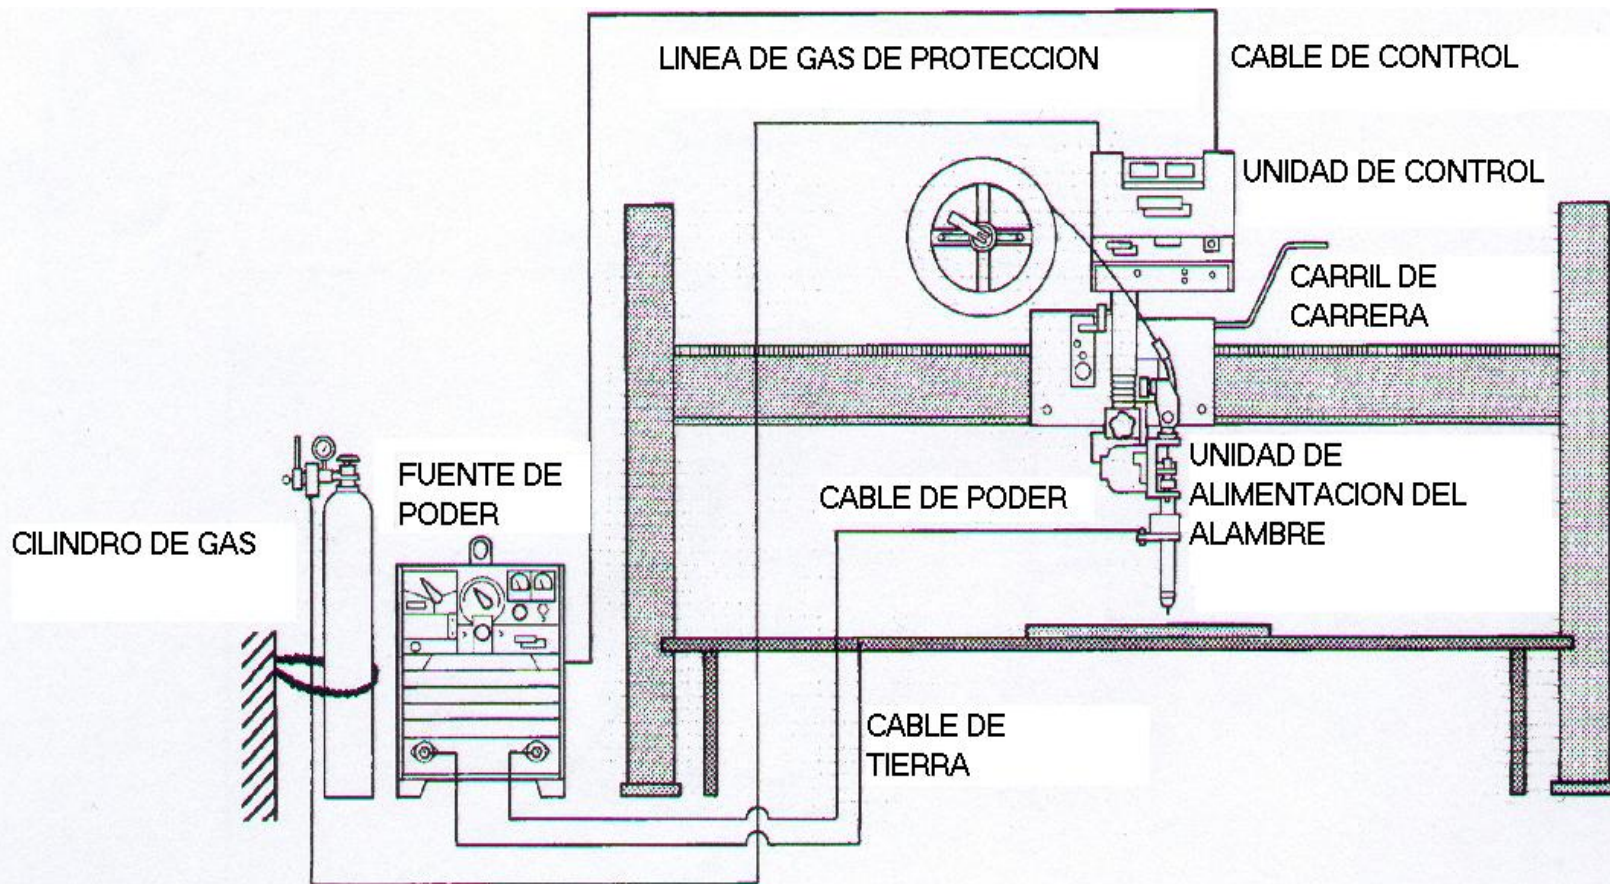 LINEA DE GAS DE PROTECCION
CABLE DE CONTROL
UNIDAD DE CONTROL
CARRIL DE
CARRERA
FUENTE DE
PODER
CABLE DE PODER
UNIDAD DE
ALIMENTACION DEL
ALAMBRE
CILINDRO DE GAS
CABLE DE
TIERRA